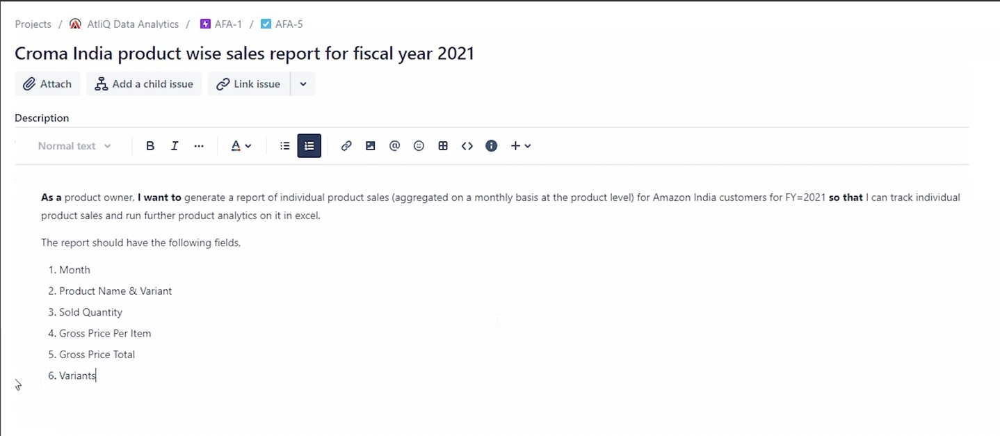 Projects / AtliQ Data Analytics / AFA-1 / AFA-5
Croma India product wise sales report for fiscal year 2021
Attach Add a child issue Link issue
Description
Normal text B I ... A @ <> i +
As a product owner, I want to generate a report of individual product sales (aggregated on a monthly basis at the product level) for Amazon India customers for FY=2021 so that I can track individual
product sales and run further product analytics on it in excel.
The report should have the following fields,
1. Month
2. Product Name & Variant
3. Sold Quantity
4. Gross Price Per Item
5. Gross Price Total
6. Variants